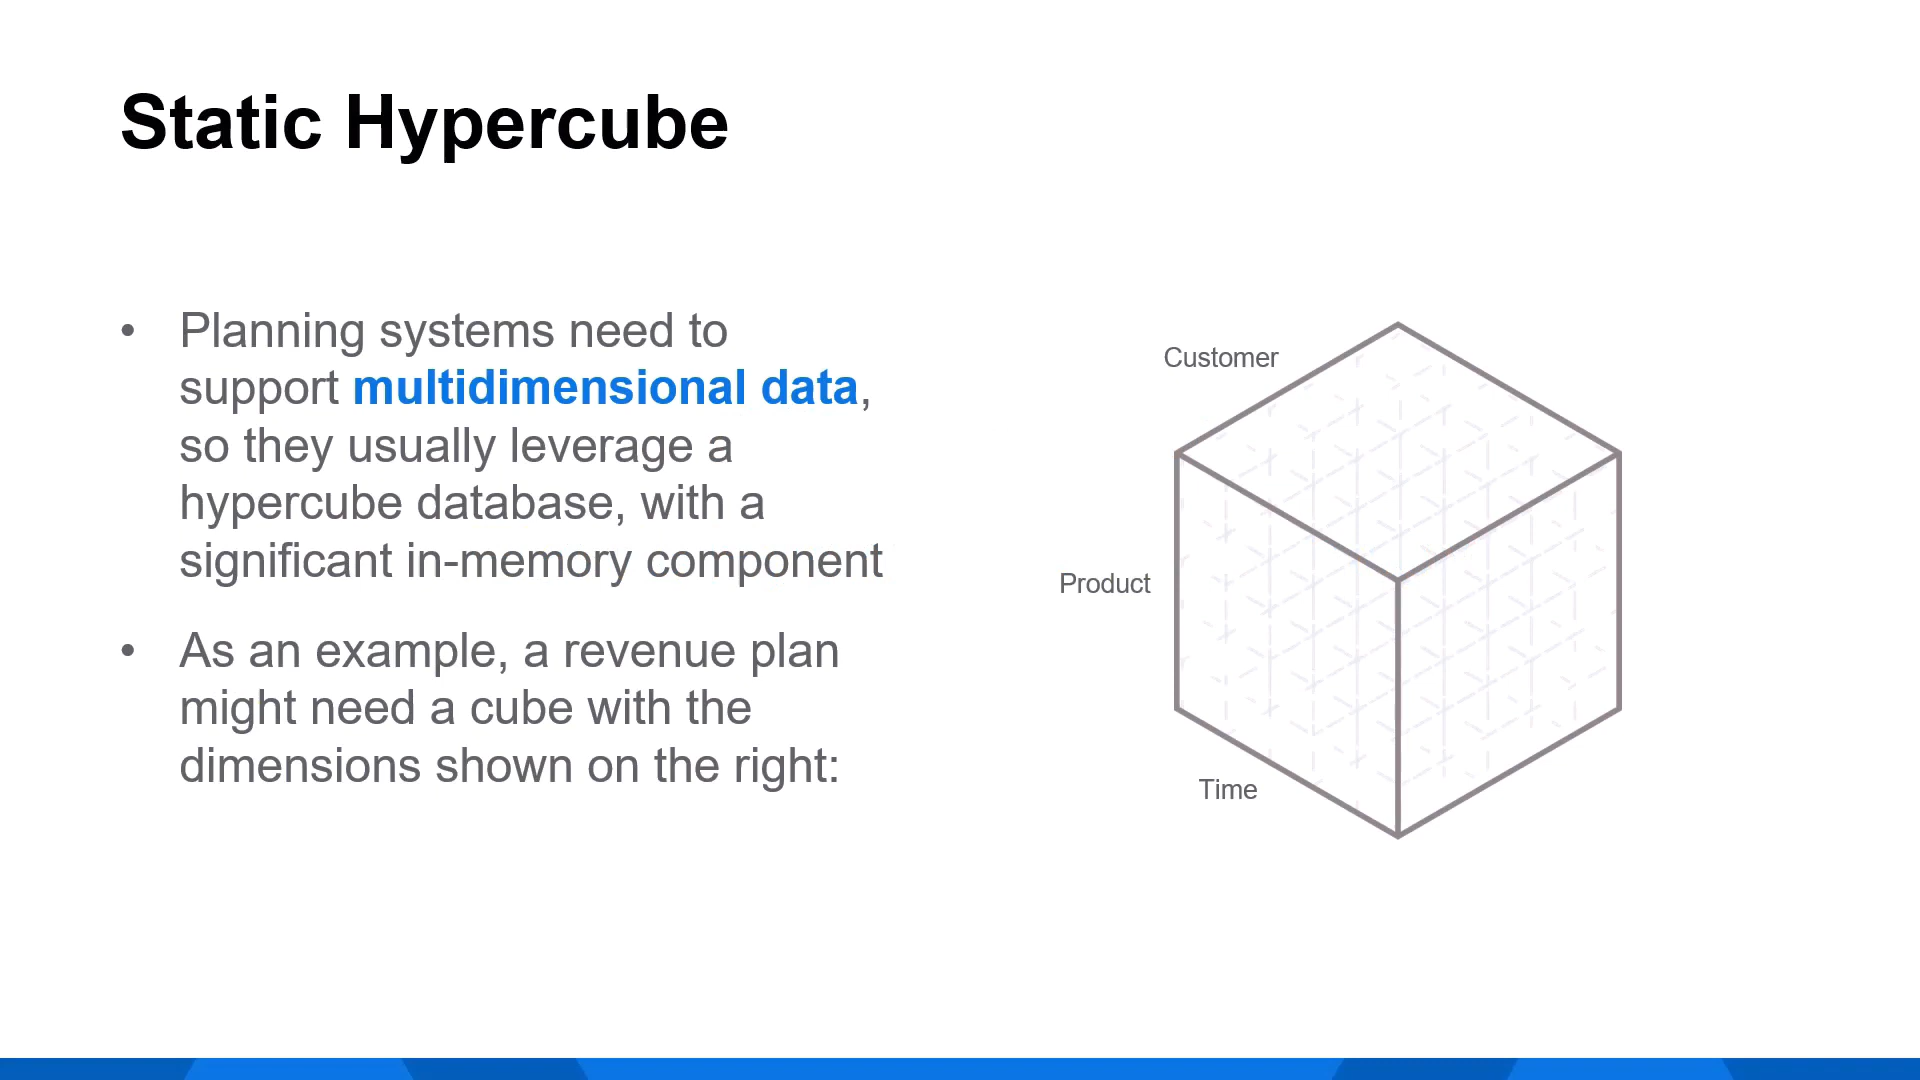 Static Hypercube
• Planning systems need to
support multidimensional data,
so they usually leverage a
hypercube database, with a
significant in-memory component
• As an example, a revenue plan
might need a cube with the
dimensions shown on the right:
Customer
Product
Time